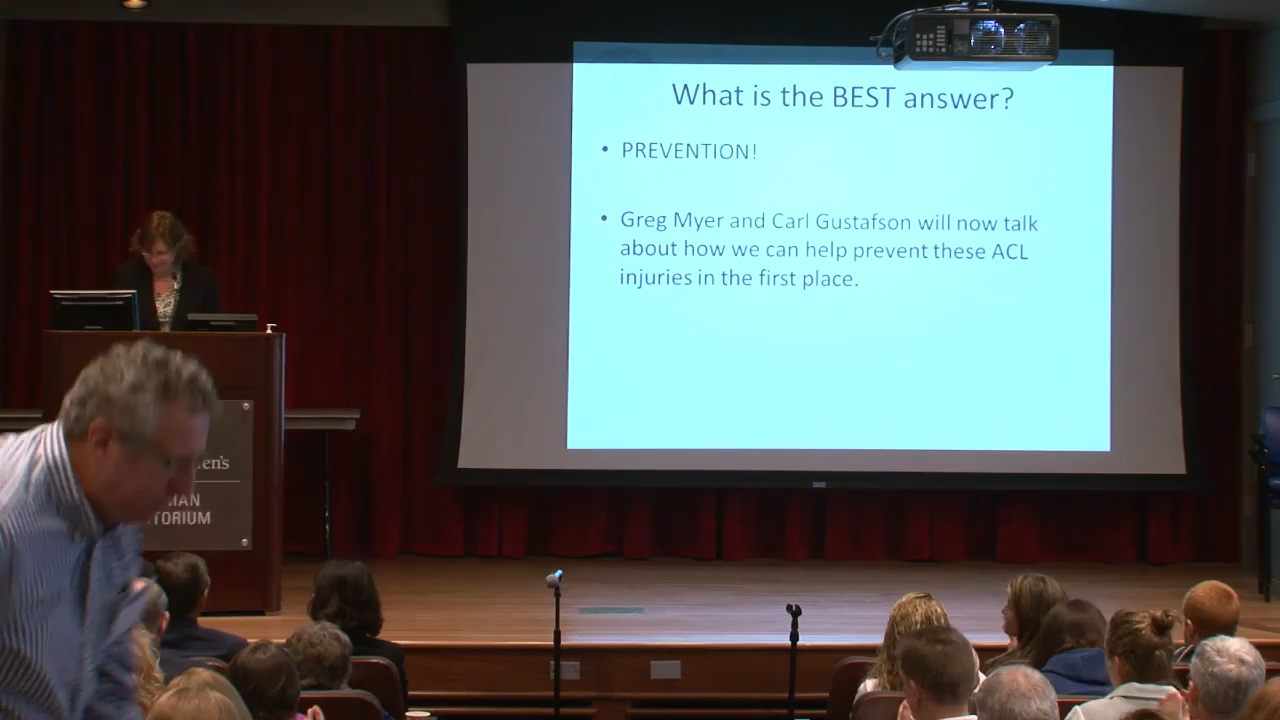 What is the BEST answer?
• PREVENTION!
• Greg Myer and Carl Gustafson will now talk
about how we can help prevent these ACL
injuries in the first place.